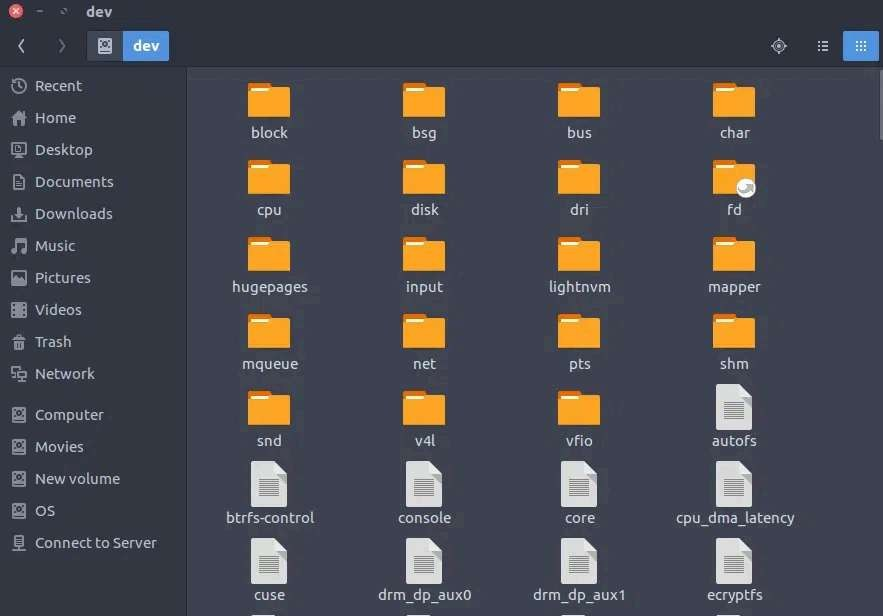 dev
dev
Recent
Home
Desktop
Documents
Downloads
Music
Pictures
Videos
Trash
Network
Computer
Movies
New volume
OS
Connect to Server
block
bsg
bus
char
cpu
disk
dri
fd
hugepages
input
lightnvm
mapper
mqueue
net
pts
shm
snd
v4l
vfio
autofs
btrfs-control
console
core
cpu_dma_latency
cuse
drm_dp_aux0
drm_dp_aux1
ecryptfs